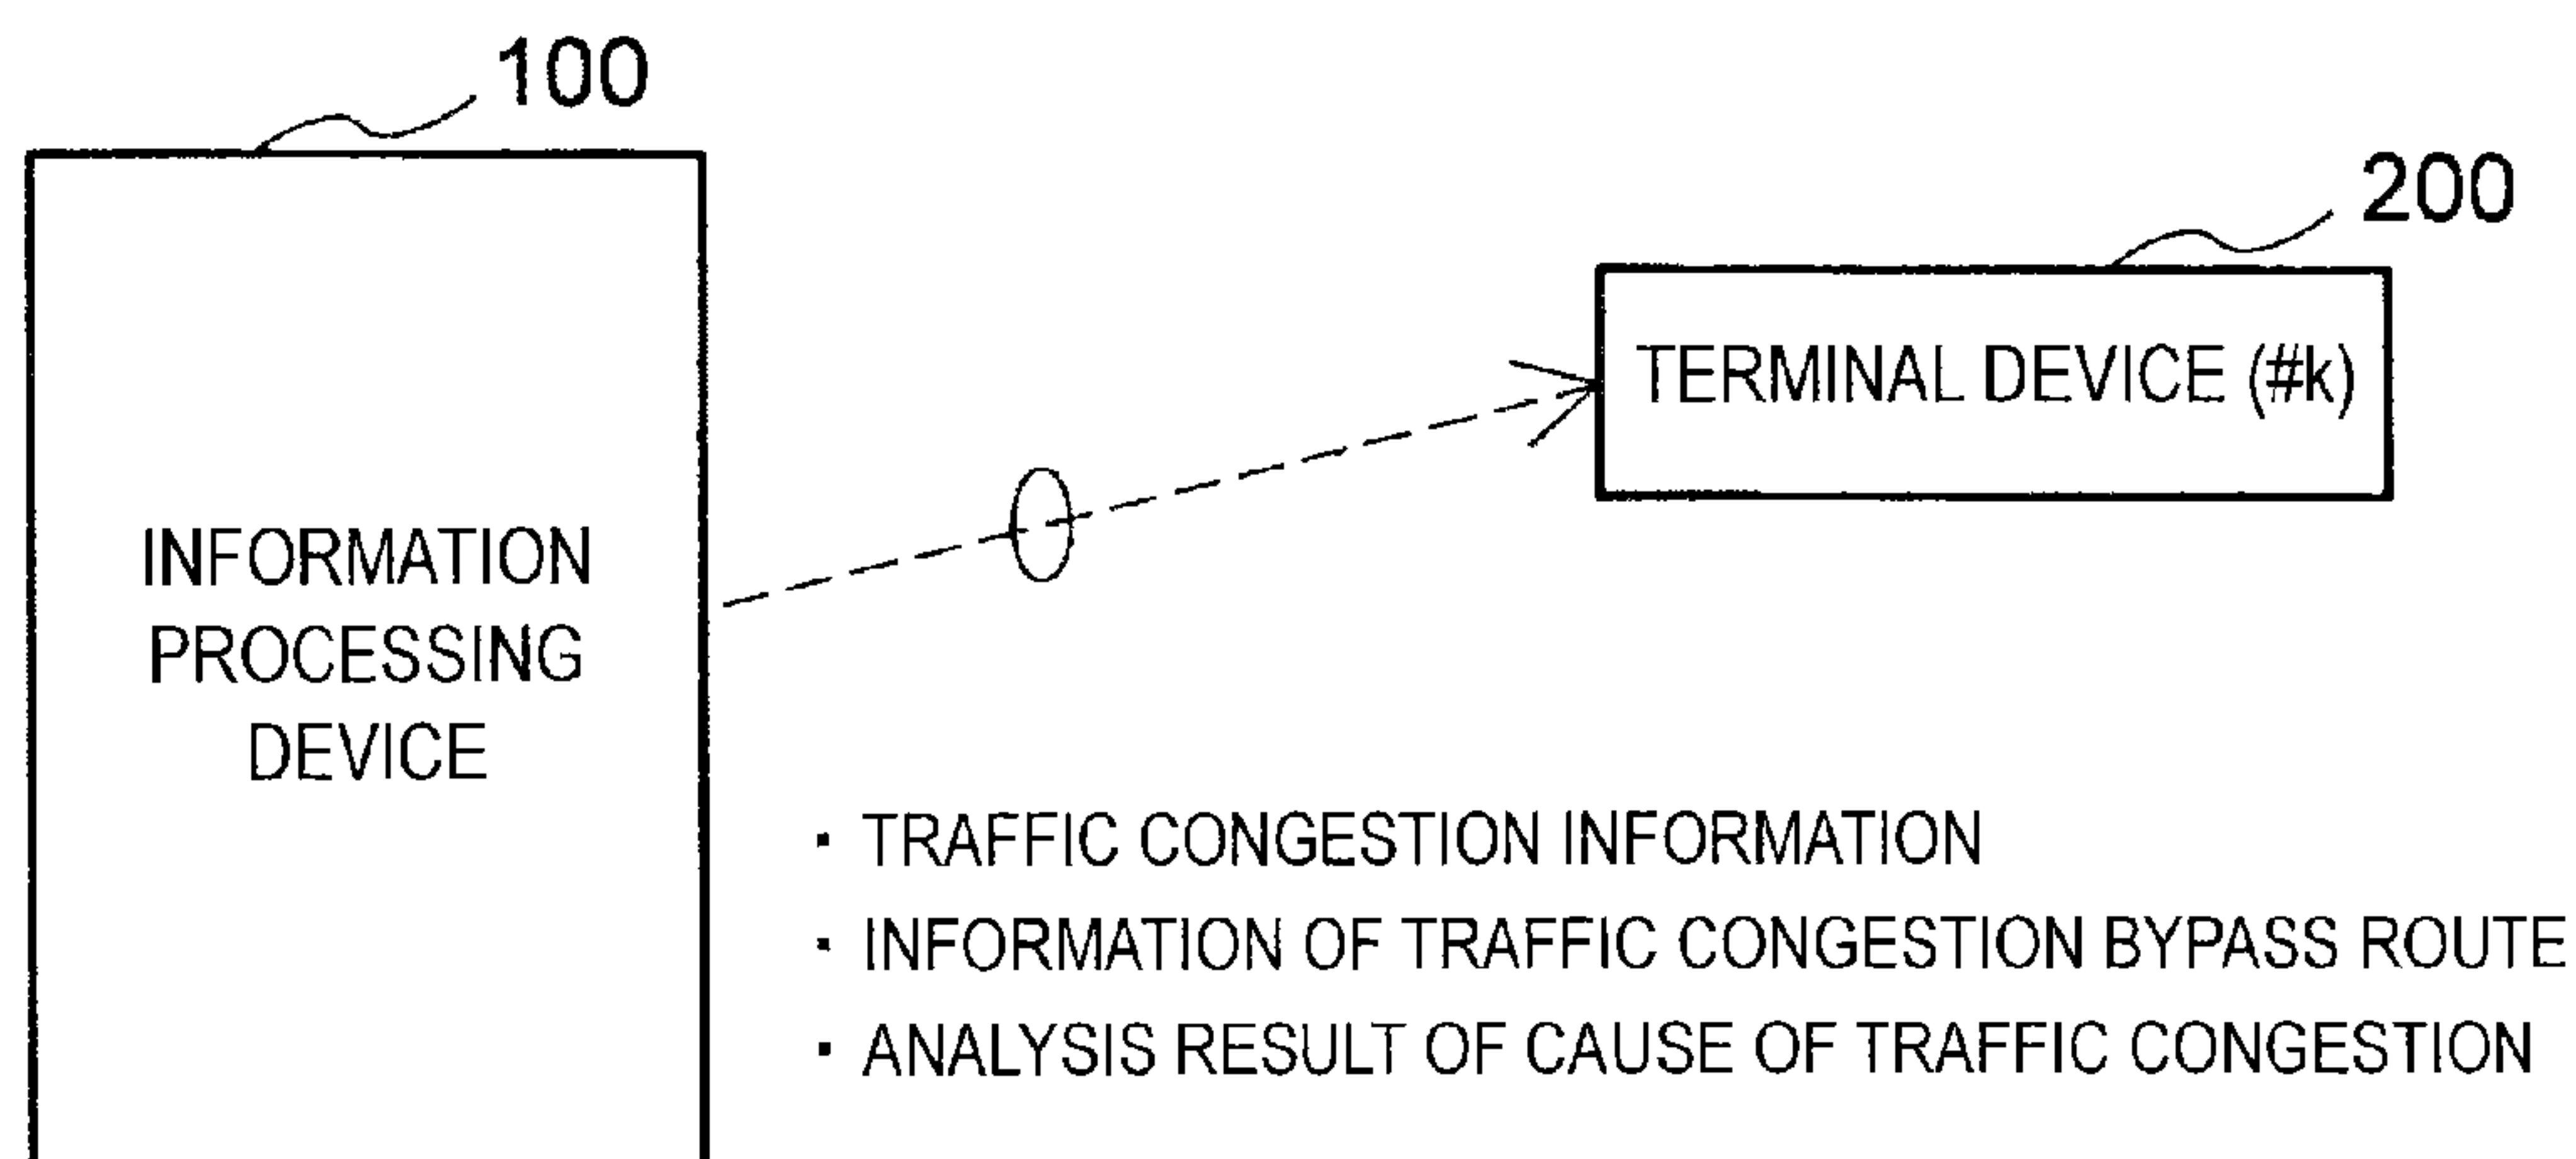 100
200
TERMINAL DEVICE (#k)
INFORMATION
PROCESSING
DEVICE
· TRAFFIC CONGESTION INFORMATION
· INFORMATION OF TRAFFIC CONGESTION BYPASS ROUTE
· ANALYSIS RESULT OF CAUSE OF TRAFFIC CONGESTION